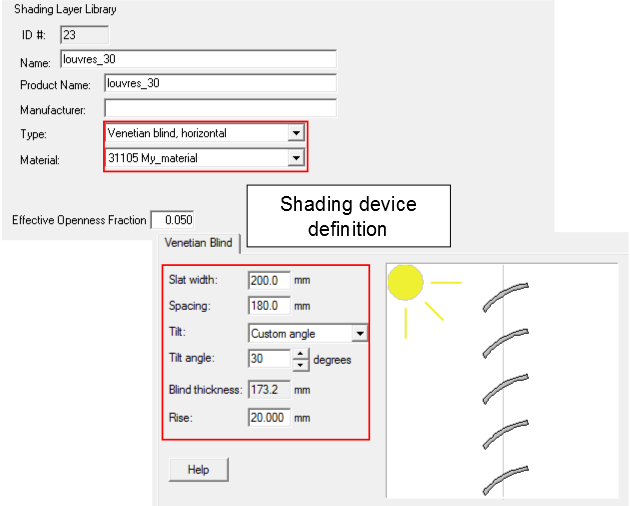 Shading Layer Library
ID #: 23
Name: louvres_30
Product Name: louvres_30
Manufacturer:
Type: Venetian blind, horizontal
Material: 31105 My_material
Effective Openness Fraction 0.050
Shading device
definition
Venetian Blind
Slat width: 200.0 mm
Spacing: 180.0 mm
Tilt: Custom angle
Tilt angle: 30 degrees
Blind thickness: 173.2 mm
Rise: 20.000 mm
Help